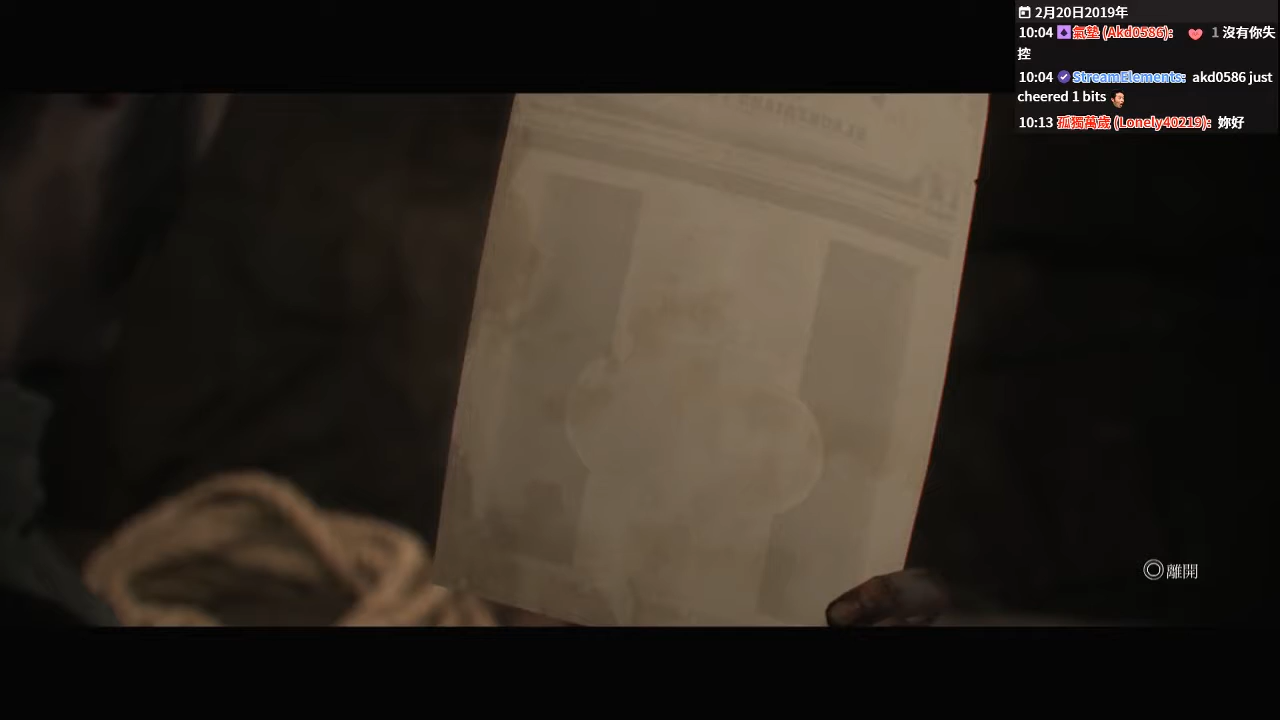 2月20日2019年
10:04 氣墊 (Akd0586): 1 沒有你失
控
10:04 StreamElements: akd0586 just
cheered 1 bits
10:13 孤獨萬歲 (Lonely40219): 妳好
離開